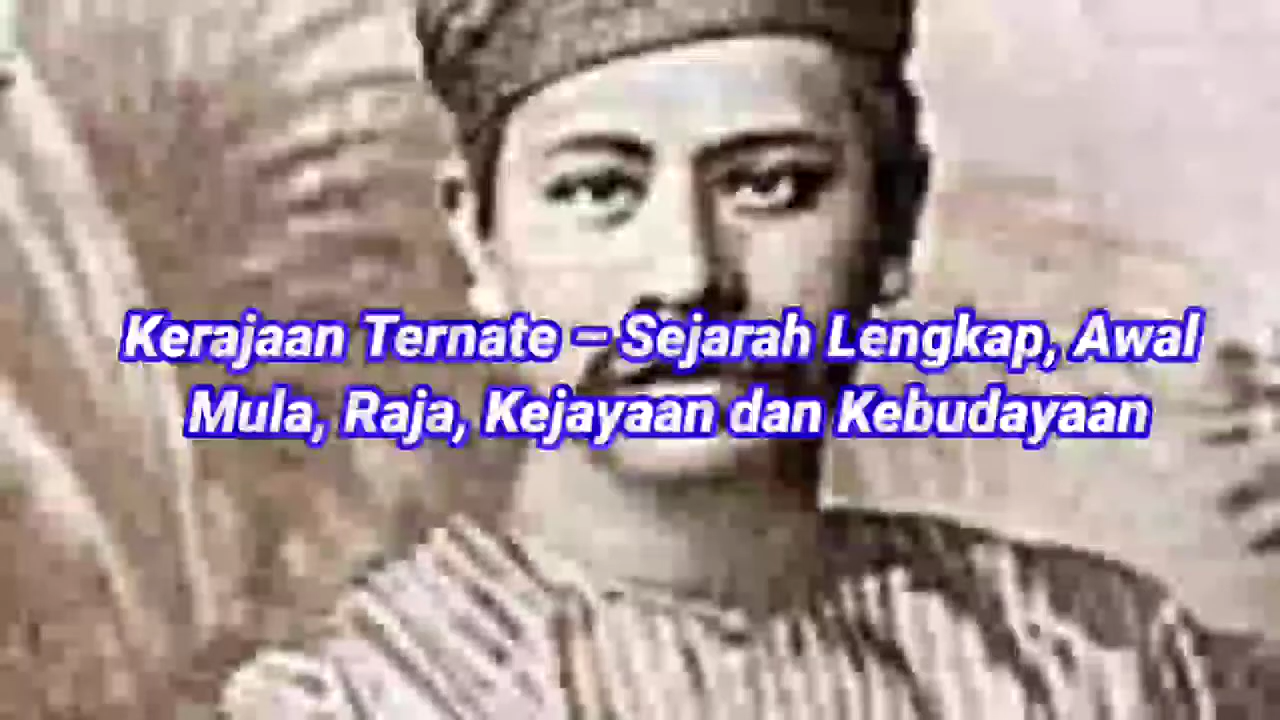 Kerajaan Ternate – Sejarah Lengkap, Awal
Mula, Raja, Kejayaan dan Kebudayaan